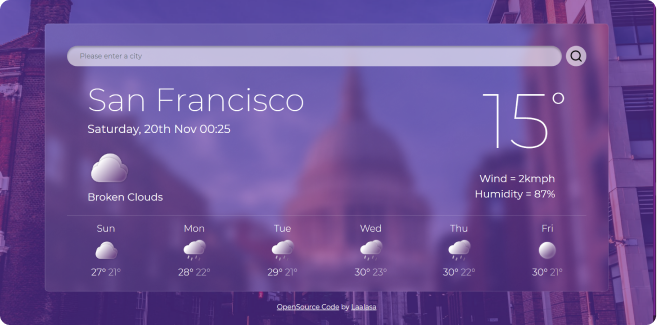 Please enter a city
San Francisco
15°
Saturday, 20th Nov 00:25
Broken Clouds
Wind = 2kmph
Humidity = 87%
Sun
Mon
Tue
Wed
Thu
Fri
27° 21°
28° 22°
29° 21°
30° 23°
30° 22°
30° 21°
OpenSource Code by Laalasa